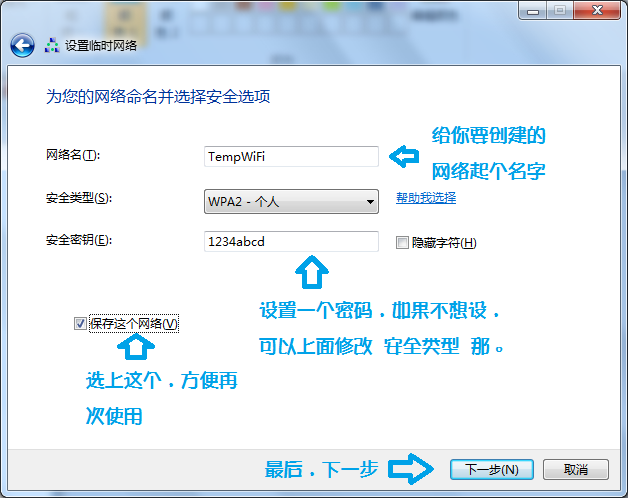 设置临时网络
为您的网络命名并选择安全选项
网络名(T):
TempWiFi
给你要创建的
网络起个名字
安全类型(S):
WPA2 - 个人
帮助我选择
安全密钥(E):
1234abcd
隐藏字符(H)
设置一个密码.如果不想设.
可以上面修改 安全类型 那。
保存这个网络(V)
选上这个.方便再
次使用
最后.下一步
下一步(N)
取消